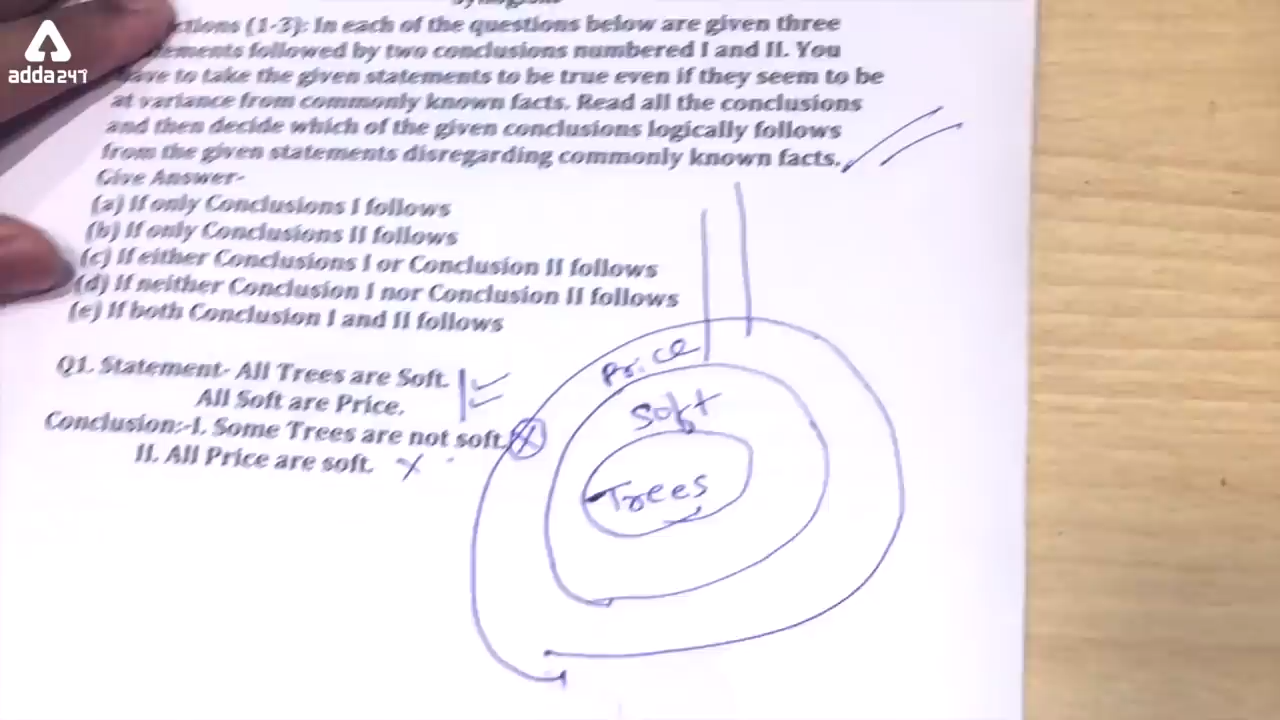 adda247
(1-3): In each of the questions below are given three
followed by two conclusions numbered I and II. You
to take the given statements to be true even if they seem to be
at variance from commonly known facts. Read all the conclusions
and then decide which of the given conclusions logically follows
from the given statements disregarding commonly known facts.
Give Answer-
(a) If only Conclusions I follows
(b) If only Conclusions II follows
(c) If either Conclusions I or Conclusion II follows
(d) If neither Conclusion I nor Conclusion II follows
(e) If both Conclusion I and II follows
Q1. Statement- All Trees are Soft.
All Soft are Price.
Conclusion:-I. Some Trees are not soft.
II. All Price are soft.
Price
Soft
Trees